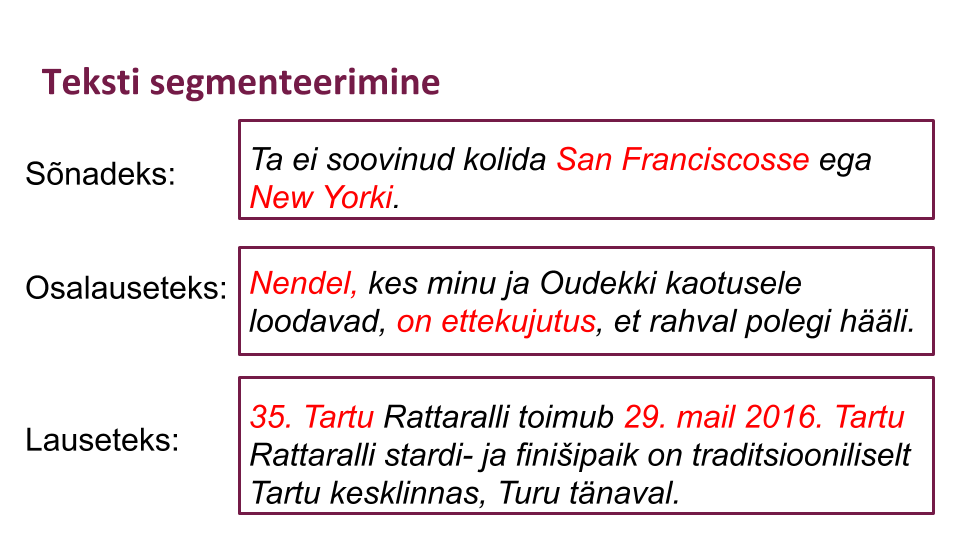 Teksti segmenteerimine
Sõnadeks:
Ta ei soovinud kolida San Franciscosse ega
New Yorki.
Osalauseteks:
Nendel, kes minu ja Oudekki kaotusele
loodavad, on ettekujutus, et rahval polegi hääli.
Lauseteks:
35. Tartu Rattaralli toimub 29. mail 2016. Tartu
Rattaralli stardi- ja finišipaik on traditsiooniliselt
Tartu kesklinnas, Turu tänaval.